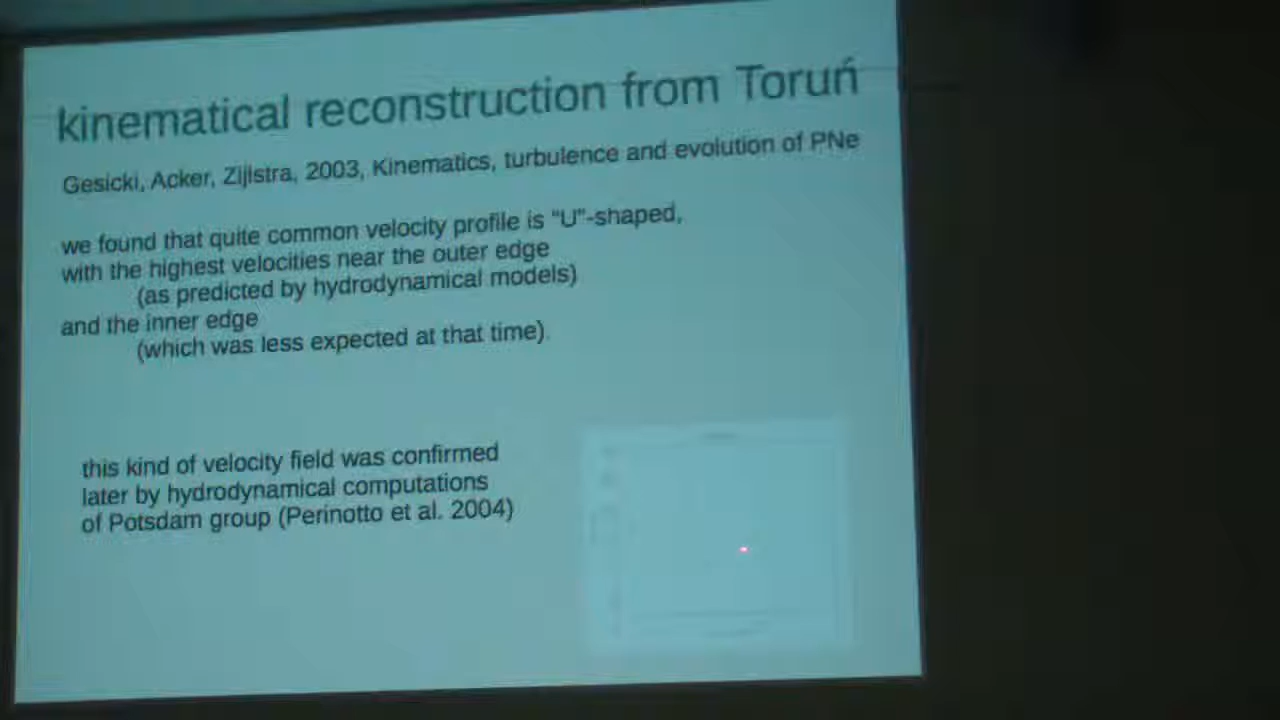 kinematical reconstruction from Toruń
Gesicki, Acker, Zijlstra, 2003, Kinematics, turbulence and evolution of PNe
we found that quite common velocity profile is "U"-shaped,
with the highest velocities near the outer edge
(as predicted by hydrodynamical models)
and the inner edge
(which was less expected at that time).
this kind of velocity field was confirmed
later by hydrodynamical computations
of Potsdam group (Perinotto et al. 2004)